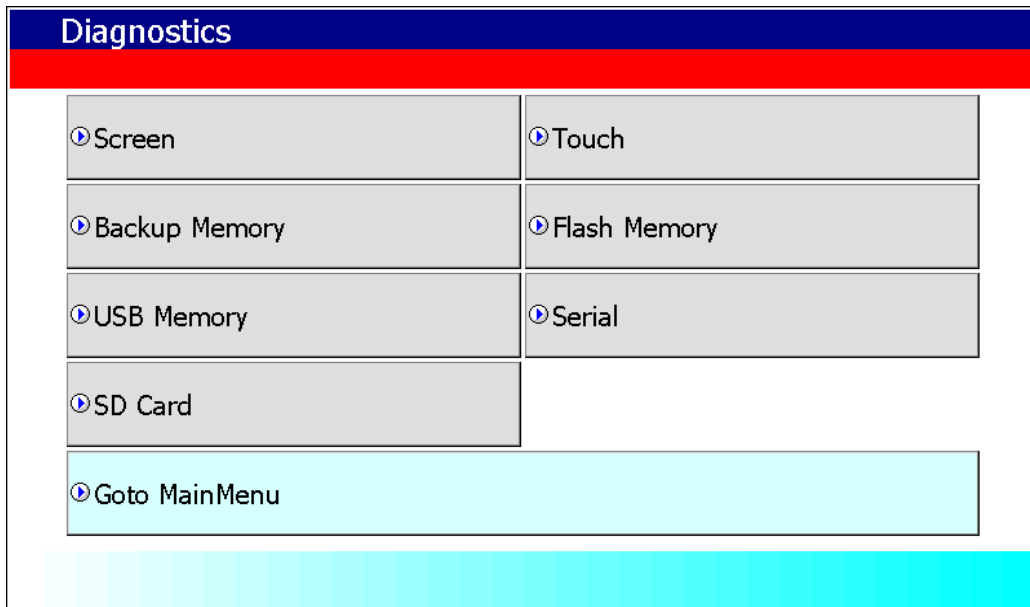 Diagnostics
Screen
Touch
Backup Memory
Flash Memory
USB Memory
Serial
SD Card
Goto MainMenu